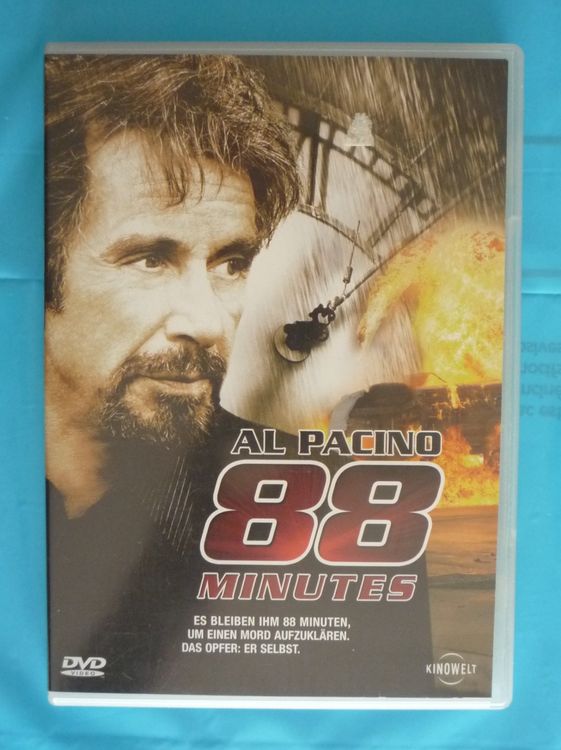 AL PACINO
88
MINUTES
ES BLEIBEN IHM 88 MINUTEN,
UM EINEN MORD AUFZUKLÄREN.
DAS OPFER: ER SELBST.
DVD
VIDEO
KINOWELT